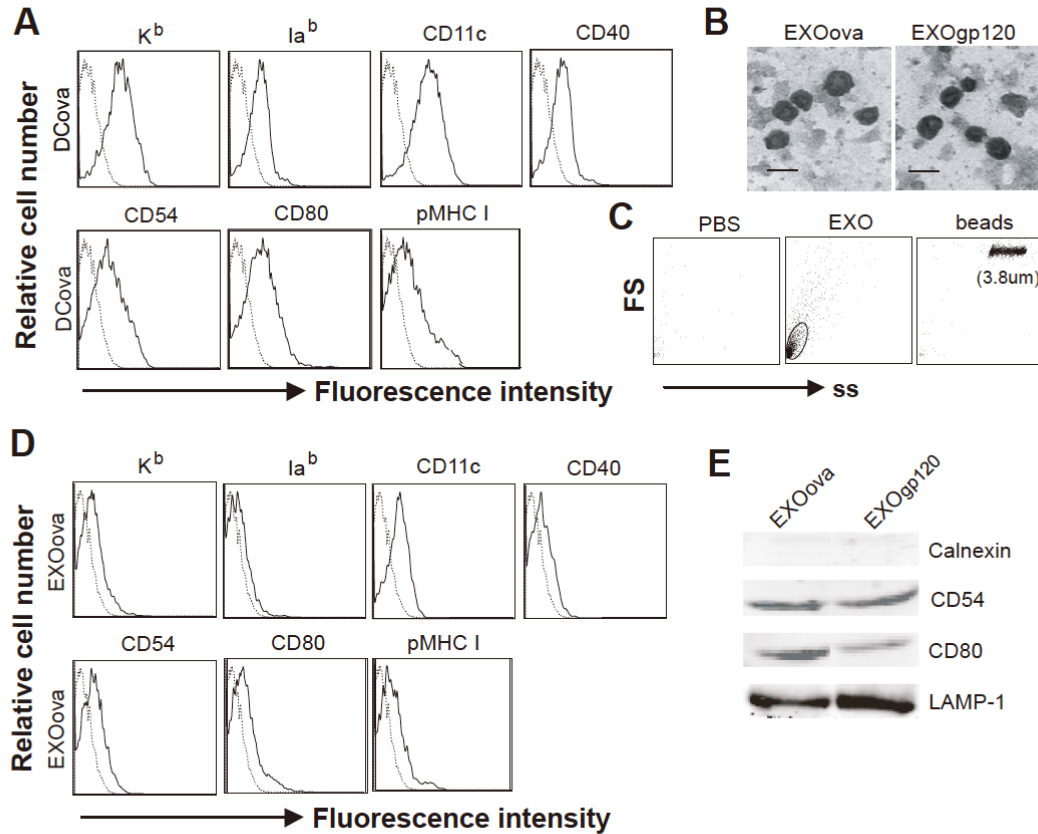 A
K^b Ia^b CD11c CD40
DCova
CD54 CD80 pMHC I
DCova
Relative cell number
Fluorescence intensity
B
EXOova EXOgp120
C
PBS EXO beads
(3.8um)
FS
ss
D
K^b Ia^b CD11c CD40
EXOova
CD54 CD80 pMHC I
EXOova
Relative cell number
Fluorescence intensity
E
EXOova EXOgp120
Calnexin
CD54
CD80
LAMP-1